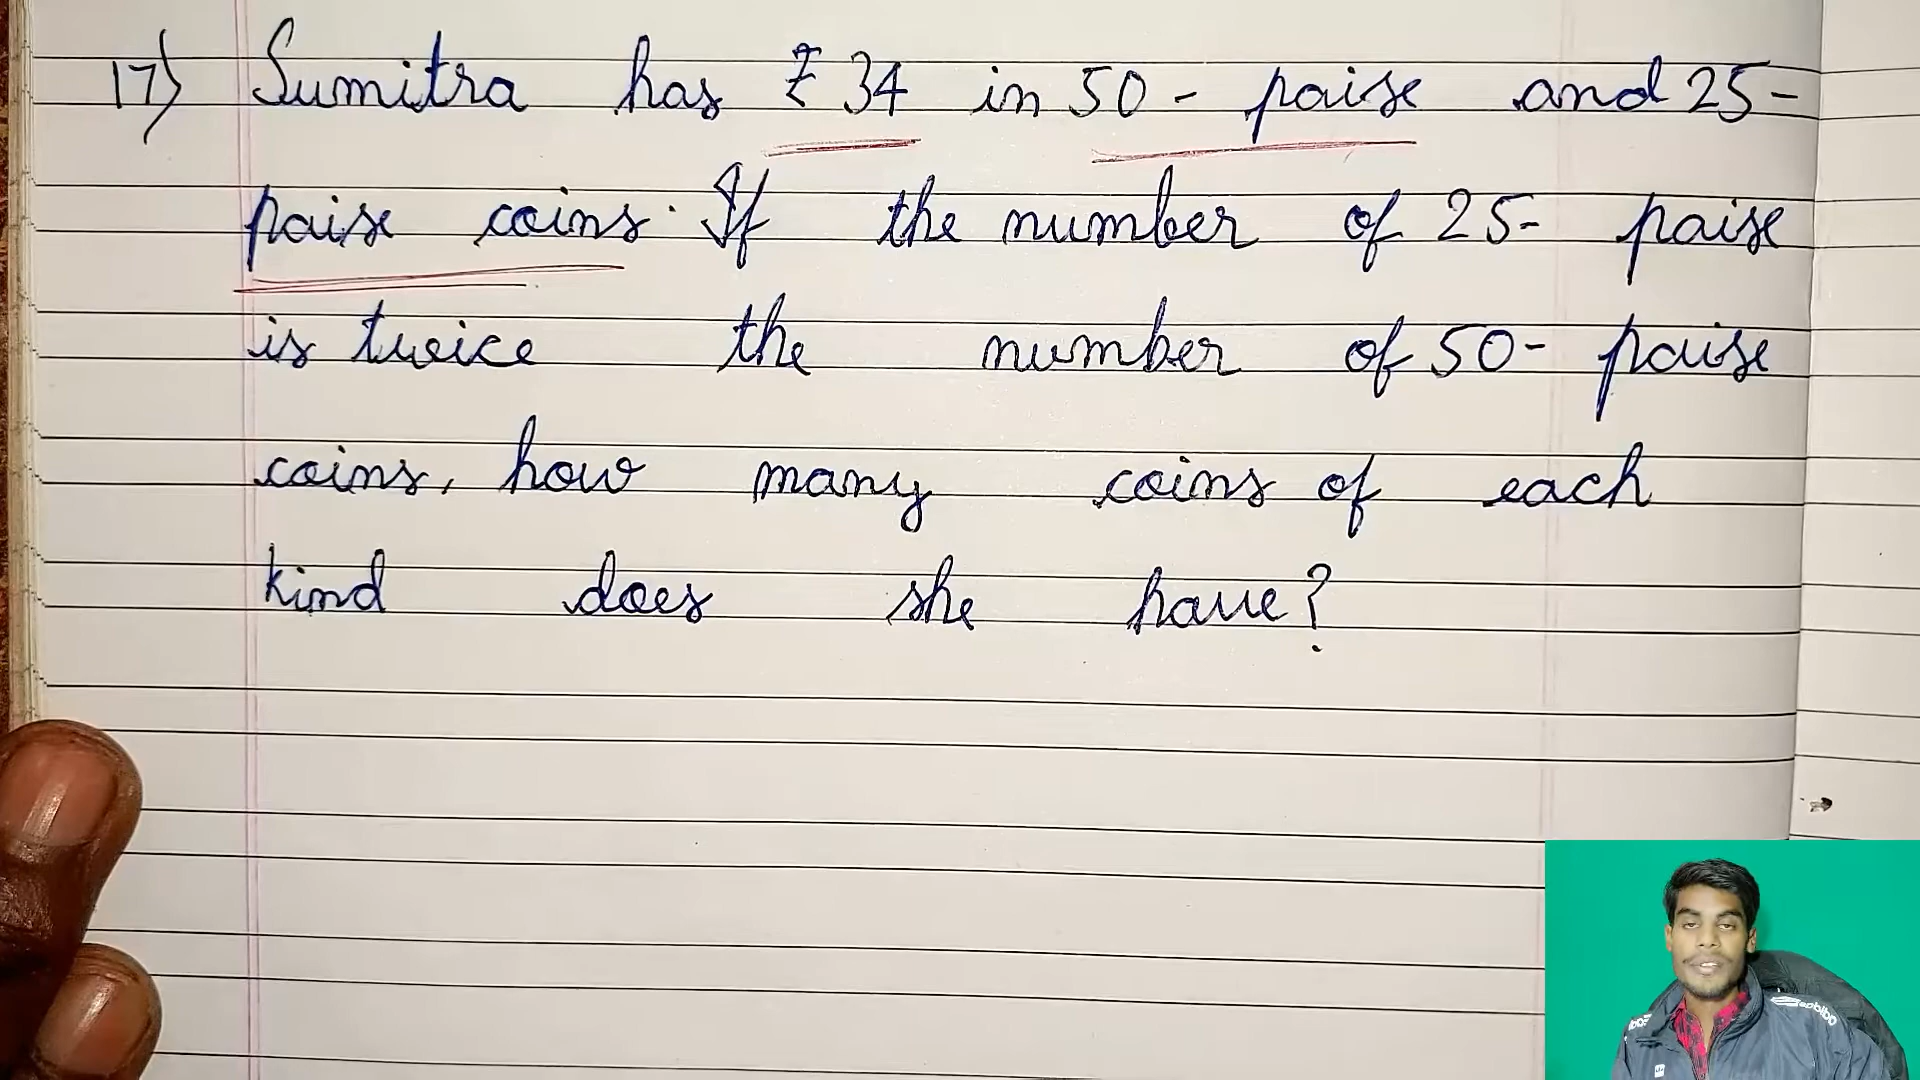 17) Sumitra has ₹ 34 in 50 - paise and 25 -
paise coins. If the number of 25 - paise
is twice the number of 50 - paise
coins, how many coins of each
kind does she have?